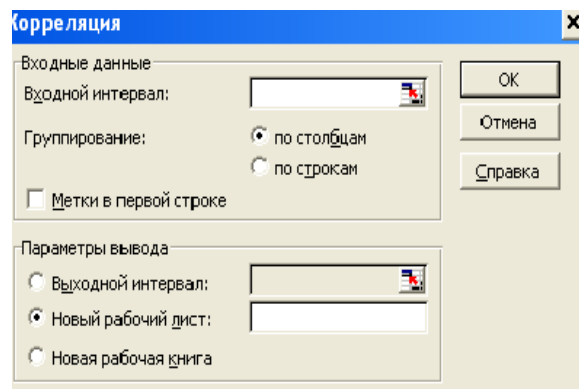 Корреляция
Входные данные
Входной интервал:
Группирование:
по столбцам
по строкам
Метки в первой строке
OK
Отмена
Справка
Параметры вывода
Выходной интервал:
Новый рабочий лист:
Новая рабочая книга